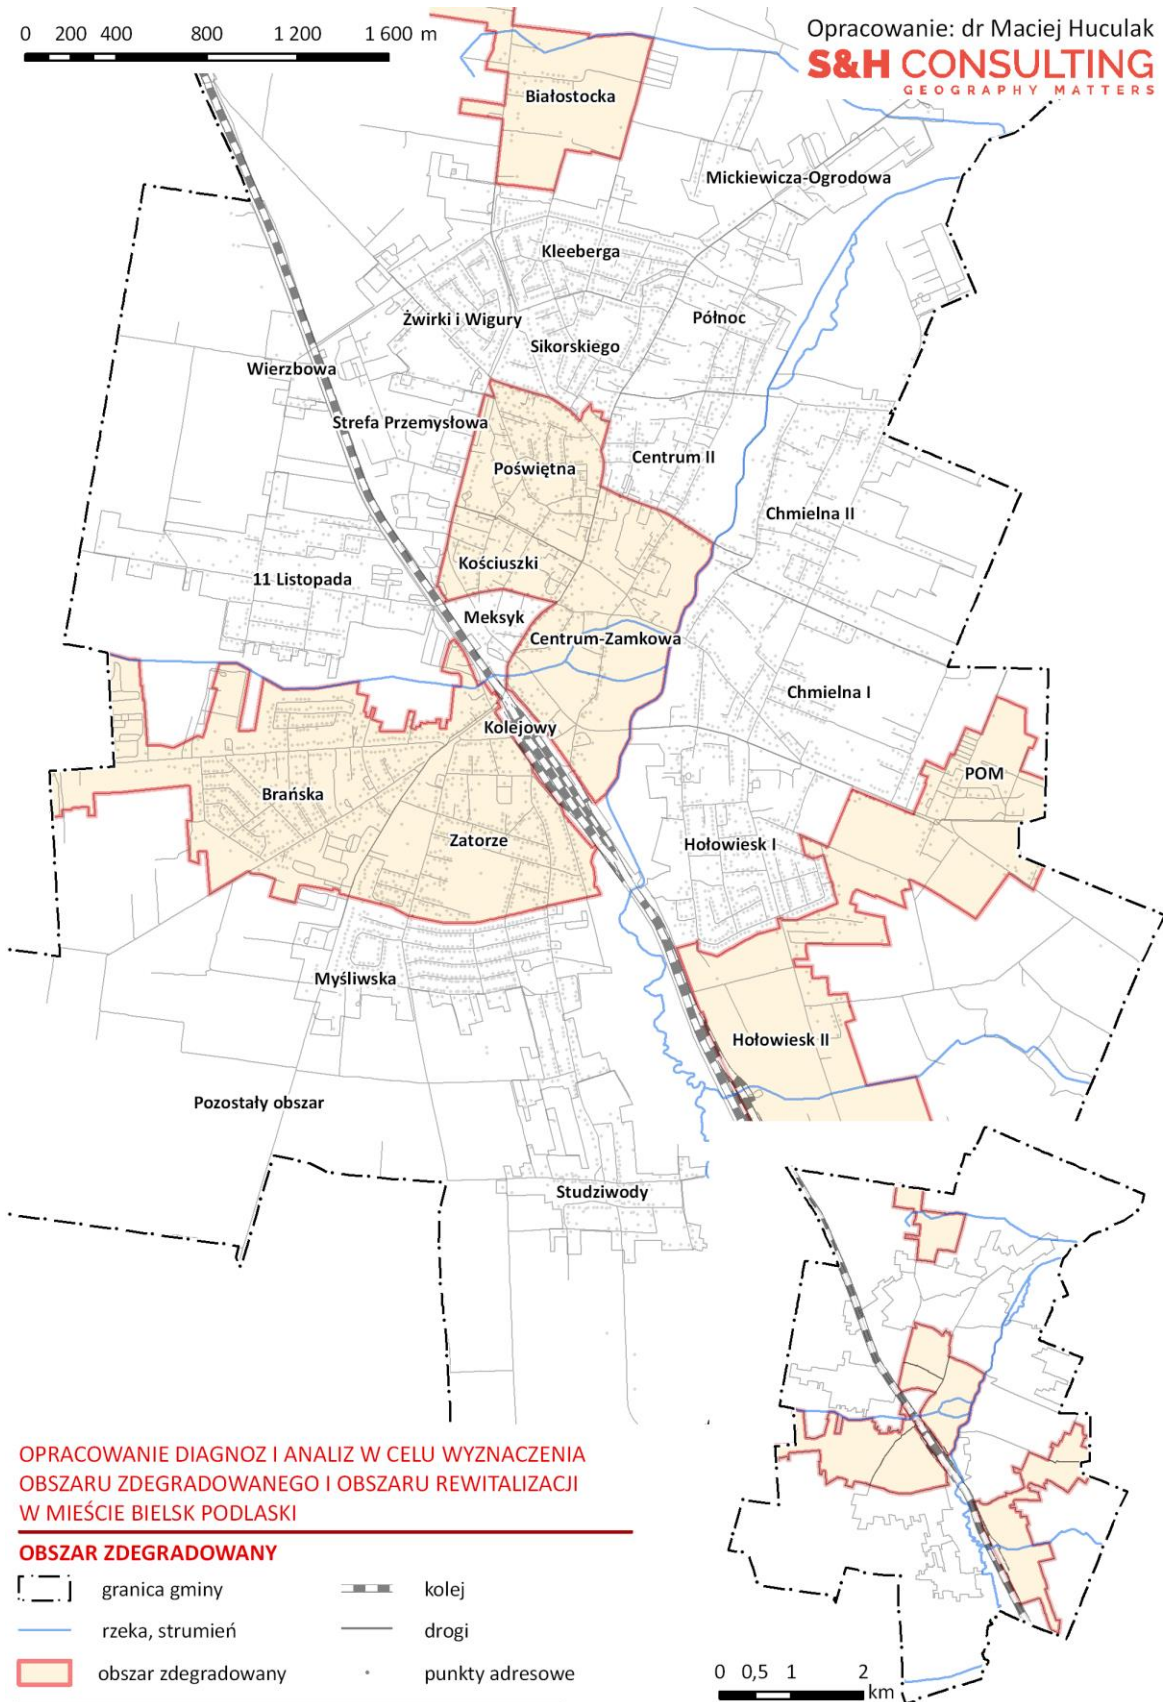 0 200 400 800 1 200 1 600 m
Opracowanie: dr Maciej Huculak
S&H CONSULTING
GEOGRAPHY MATTERS
Białostocka
Mickiewicza-Ogrodowa
Kleeberga
Żwirki i Wigury
Północ
Sikorskiego
Wierzbowa
Strefa Przemysłowa
Poświętna
Centrum II
Chmielna II
Kościuszki
11 Listopada
Meksyk
Centrum-Zamkowa
Chmielna I
Kolejowy
POM
Brańska
Zatorze
Hołowiesk I
Myśliwska
Hołowiesk II
Pozostały obszar
Studziwody
OPRACOWANIE DIAGNOZ I ANALIZ W CELU WYZNACZENIA
OBSZARU ZDEGRADOWANEGO I OBSZARU REWITALIZACJI
W MIEŚCIE BIELSK PODLASKI
OBSZAR ZDEGRADOWANY
granica gminy
kolej
rzeka, strumień
drogi
obszar zdegradowany
punkty adresowe
0 0,5 1 2
km